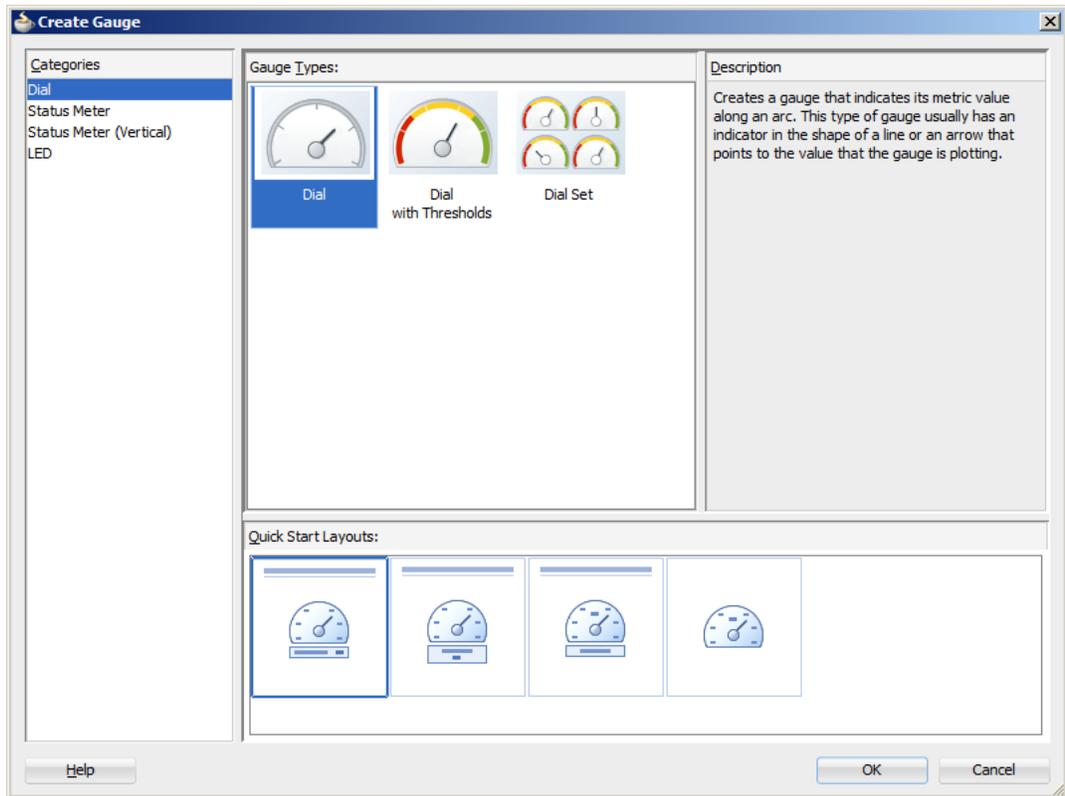 Create Gauge
Categories
Dial
Status Meter
Status Meter (Vertical)
LED
Gauge Types:
Dial
Dial
with Thresholds
Dial Set
Description
Creates a gauge that indicates its metric value
along an arc. This type of gauge usually has an
indicator in the shape of a line or an arrow that
points to the value that the gauge is plotting.
Quick Start Layouts:
Help
OK
Cancel